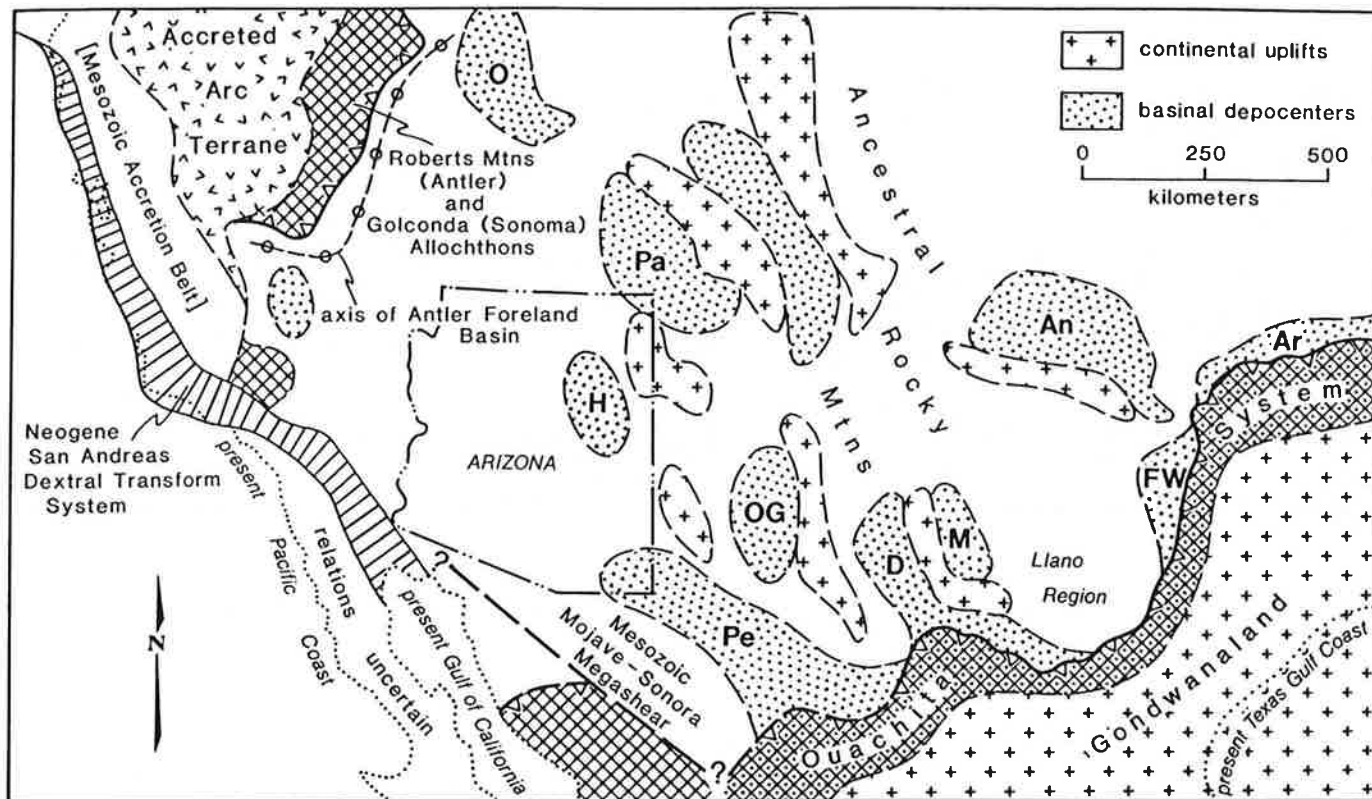 [Mesozoic Accretion Belt]
Accreted
Arc
Terrane
O
Roberts Mtns
(Antler)
and
Golconda (Sonoma)
Allochthons
Ancestral
Rocky
Mtns
continental uplifts
basinal depocenters
0 250 500
kilometers
Pa
axis of Antler Foreland
Basin
An
Ar
H
ARIZONA
Neogene
San Andreas
Dextral Transform
System
OG
D
M
FW
Llano
Region
System
present
Pacific
Coast
relations
uncertain
N
?
present Gulf of California
Mesozoic
Mojave-Sonora
Megashear
?
Pe
Ouachita
Gondwanaland
present Texas Gulf Coast